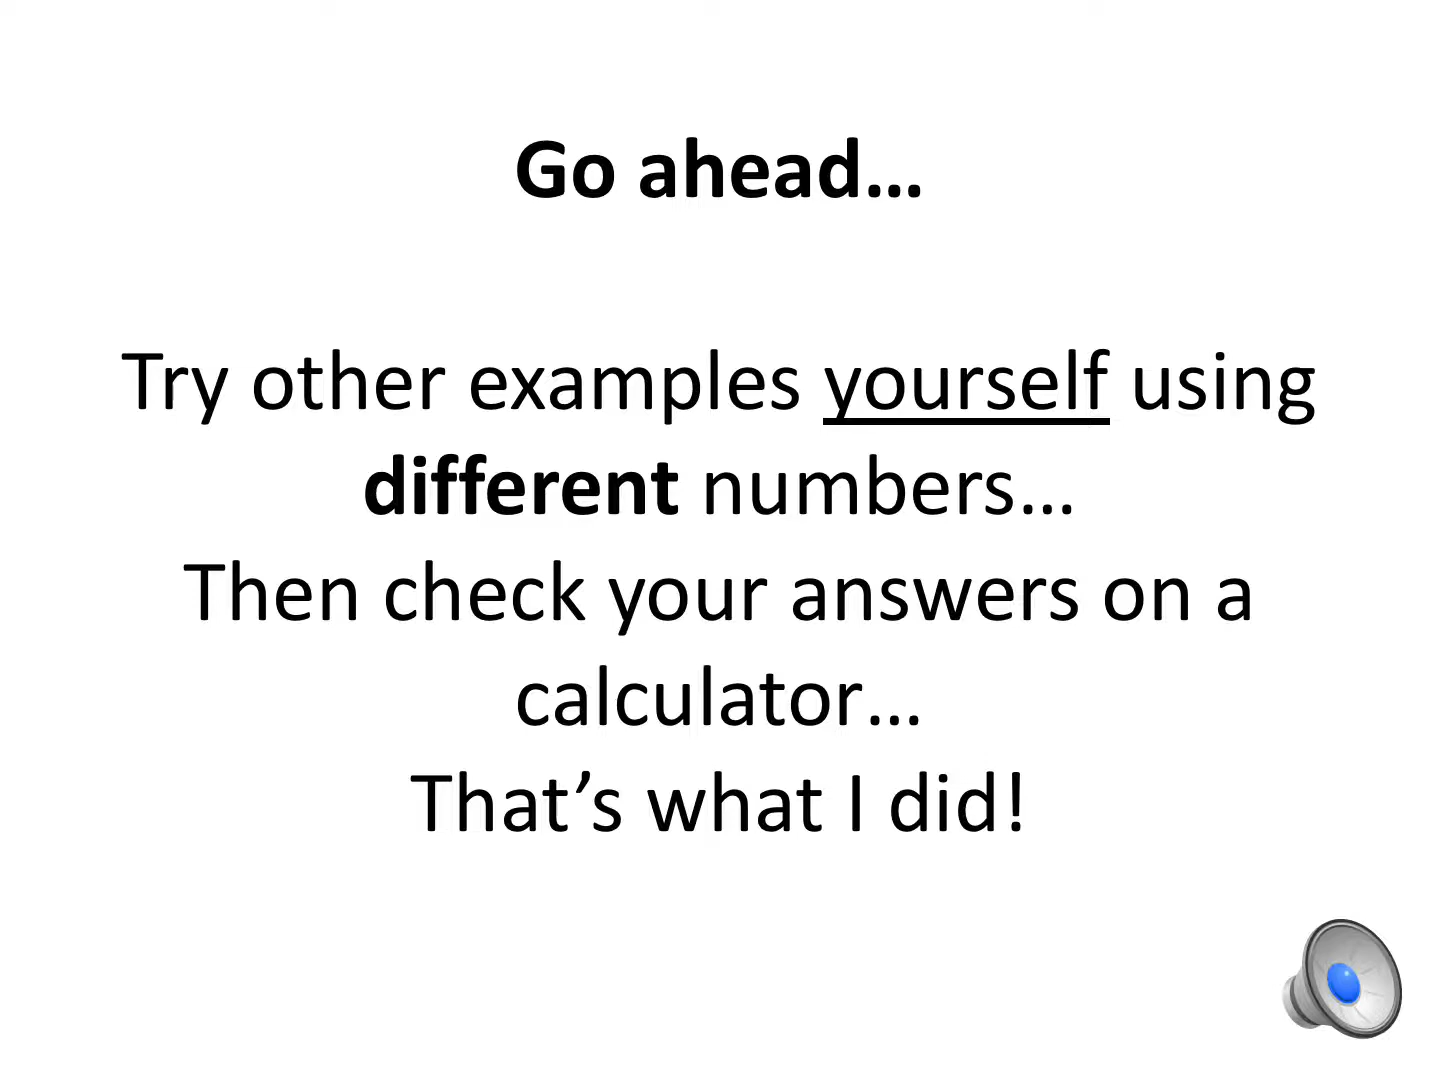 Go ahead…
Try other examples yourself using
different numbers…
Then check your answers on a
calculator…
That’s what I did!